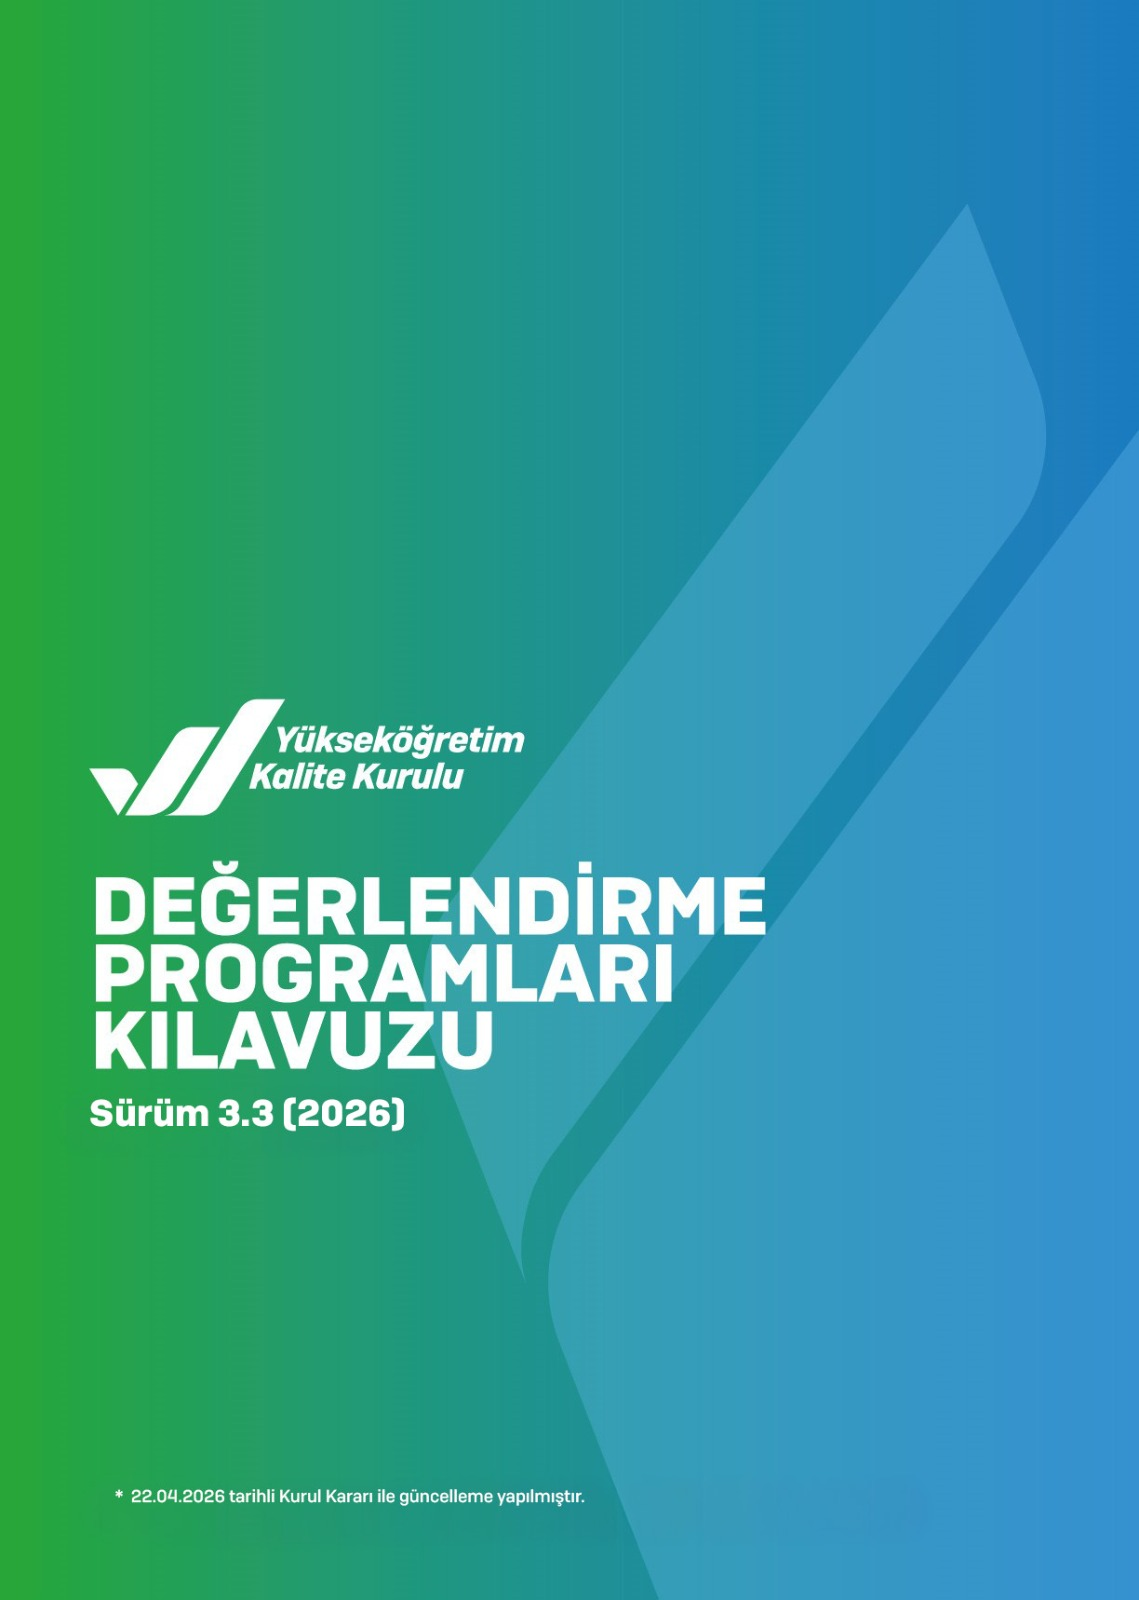 Yükseköğretim
Kalite Kurulu
DEĞERLENDİRME
PROGRAMLARI
KILAVUZU
Sürüm 3.3 (2026)
* 22.04.2026 tarihli Kurul Kararı ile güncelleme yapılmıştır.